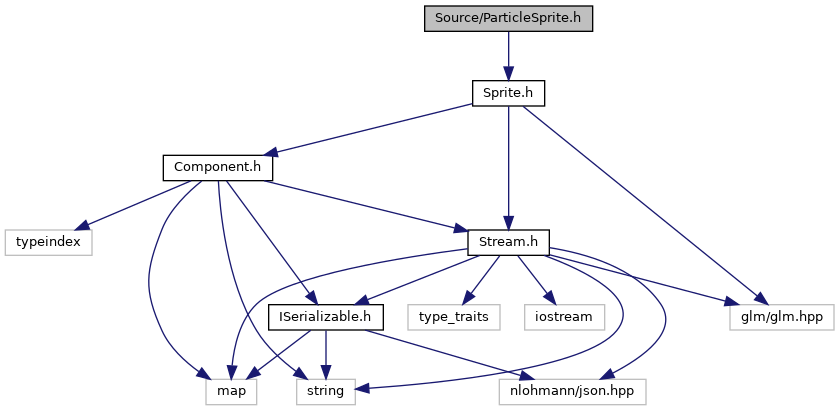 Source/ParticleSprite.h
Sprite.h
Component.h
typeindex
Stream.h
ISerializable.h
type_traits
iostream
glm/glm.hpp
map
string
nlohmann/json.hpp